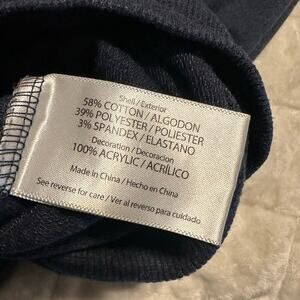 Shell / Exterior
58% COTTON / ALGODON
39% POLYESTER / POLIESTER
3% SPANDEX / ELASTANO
Decoration / Decoracion
100% ACRYLIC / ACRÍLICO
Made in China / Hecho en China
See reverse for care / Ver al reverso para cuidado